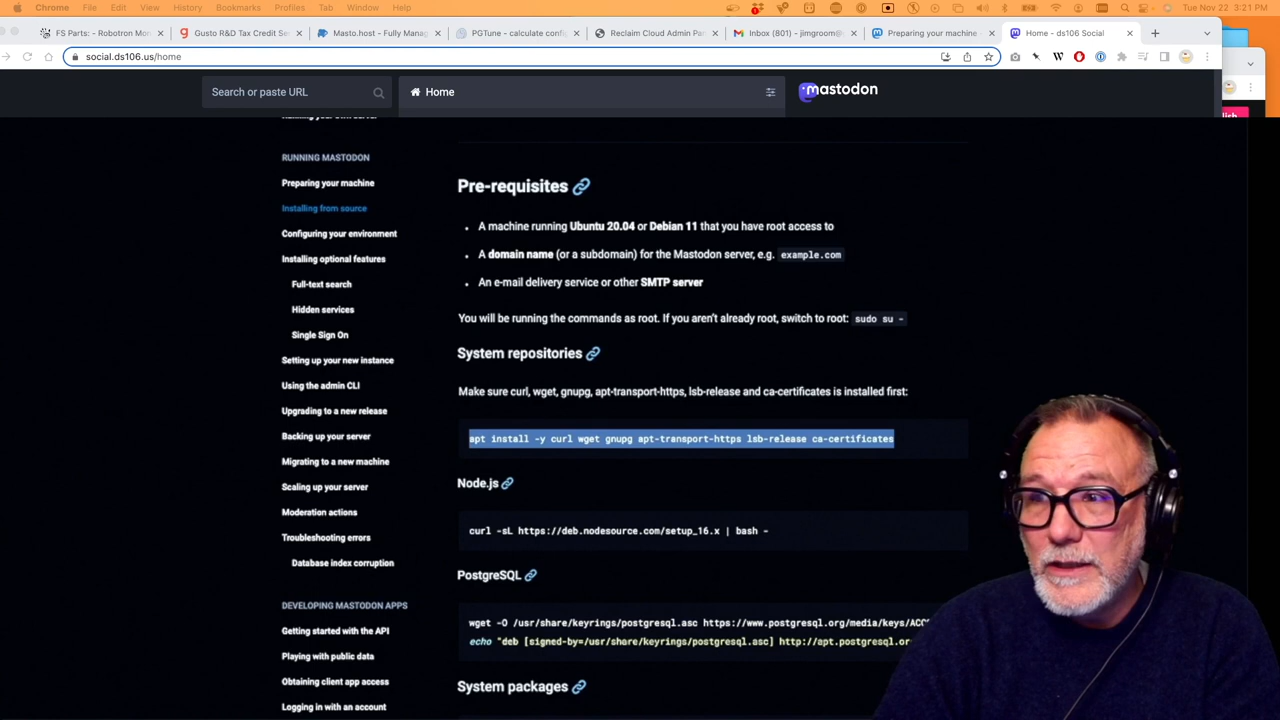 Chrome File Edit View History Bookmarks Profiles Tab Window Help Tue Nov 22 3:21 PM
FS Parts: - Robotron Mon Gusto R&D Tax Credit Se Masto.host - Fully Manag PGTune - calculate config Reclaim Cloud Admin Pa Inbox (801) - jimgroom@ Preparing your machine - Home - ds106 Social
social.ds106.us/home
Search or paste URL
Home
mastodon
RUNNING MASTODON
Preparing your machine
Installing from source
Configuring your environment
Installing optional features
Full-text search
Hidden services
Single Sign On
Setting up your new instance
Using the admin CLI
Upgrading to a new release
Backing up your server
Migrating to a new machine
Scaling up your server
Moderation actions
Troubleshooting errors
Database index corruption
DEVELOPING MASTODON APPS
Getting started with the API
Playing with public data
Obtaining client app access
Logging in with an account
Pre-requisites
• A machine running Ubuntu 20.04 or Debian 11 that you have root access to
• A domain name (or a subdomain) for the Mastodon server, e.g. example.com
• An e-mail delivery service or other SMTP server
You will be running the commands as root. If you aren't already root, switch to root: sudo su -
System repositories
Make sure curl, wget, gnupg, apt-transport-https, lsb-release and ca-certificates is installed first:
apt install -y curl wget gnupg apt-transport-https lsb-release ca-certificates
Node.js
curl -sL https://deb.nodesource.com/setup_16.x | bash -
PostgreSQL
wget -O /usr/share/keyrings/postgresql.asc https://www.postgresql.org/media/keys/ACC
echo "deb [signed-by=/usr/share/keyrings/postgresql.asc] http://apt.postgresql.or
System packages